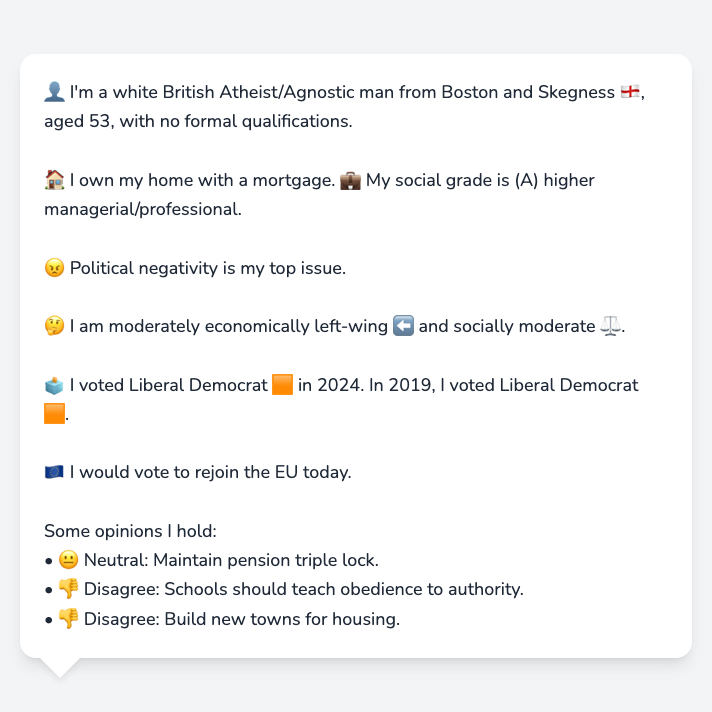 👤 I'm a white British Atheist/Agnostic man from Boston and Skegness 🏴󠁧󠁢󠁥󠁮󠁧󠁿,
aged 53, with no formal qualifications.
🏠 I own my home with a mortgage. 💼 My social grade is (A) higher
managerial/professional.
😠 Political negativity is my top issue.
🤔 I am moderately economically left-wing ⬅️ and socially moderate ⚖️.
🗳️ I voted Liberal Democrat 🟧 in 2024. In 2019, I voted Liberal Democrat
🟧.
🇪🇺 I would vote to rejoin the EU today.
Some opinions I hold:
• 😐 Neutral: Maintain pension triple lock.
• 👎 Disagree: Schools should teach obedience to authority.
• 👎 Disagree: Build new towns for housing.